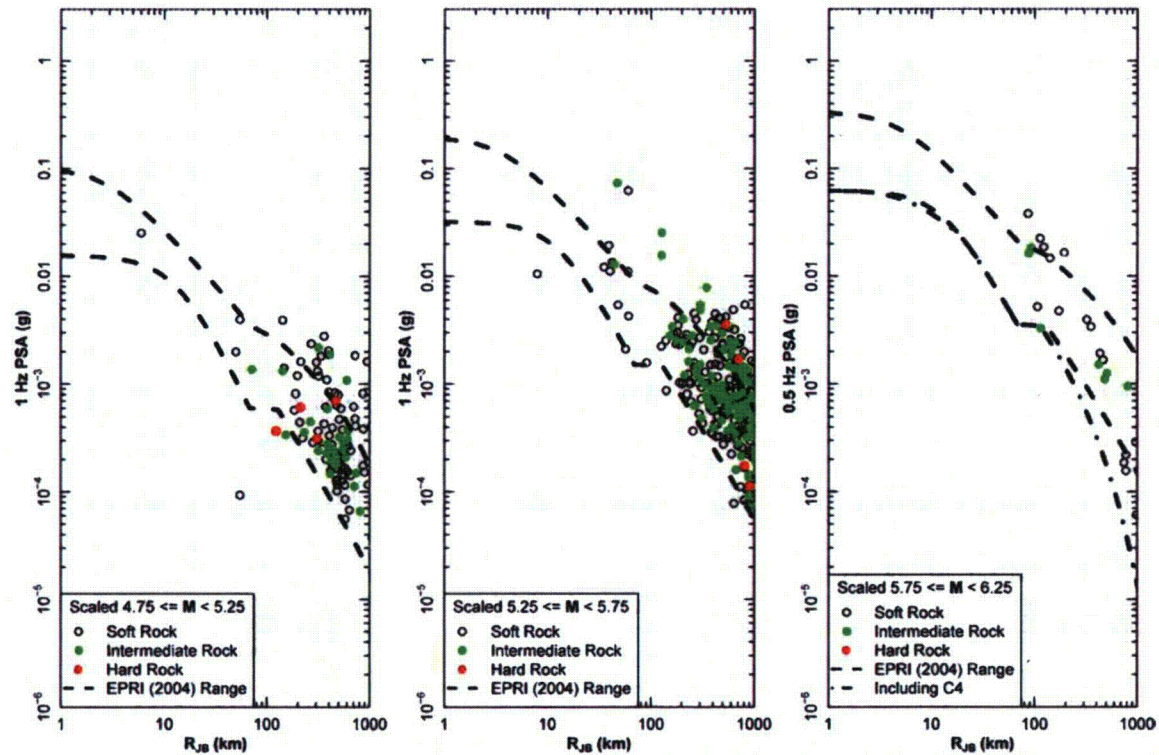 1
0.1
0.01
10⁻³
10⁻⁴
10⁻⁵
10⁻⁶
1 Hz PSA (g)
Scaled 4.75 <= M < 5.25
Soft Rock
Intermediate Rock
Hard Rock
EPRI (2004) Range
1 10 100 1000
R_JB (km)
1
0.1
0.01
10⁻³
10⁻⁴
10⁻⁵
10⁻⁶
1 Hz PSA (g)
Scaled 5.25 <= M < 5.75
Soft Rock
Intermediate Rock
Hard Rock
EPRI (2004) Range
1 10 100 1000
R_JB (km)
1
0.1
0.01
10⁻³
10⁻⁴
10⁻⁵
10⁻⁶
0.5 Hz PSA (g)
Scaled 5.75 <= M < 6.25
Soft Rock
Intermediate Rock
Hard Rock
EPRI (2004) Range
Including C4
1 10 100 1000
R_JB (km)